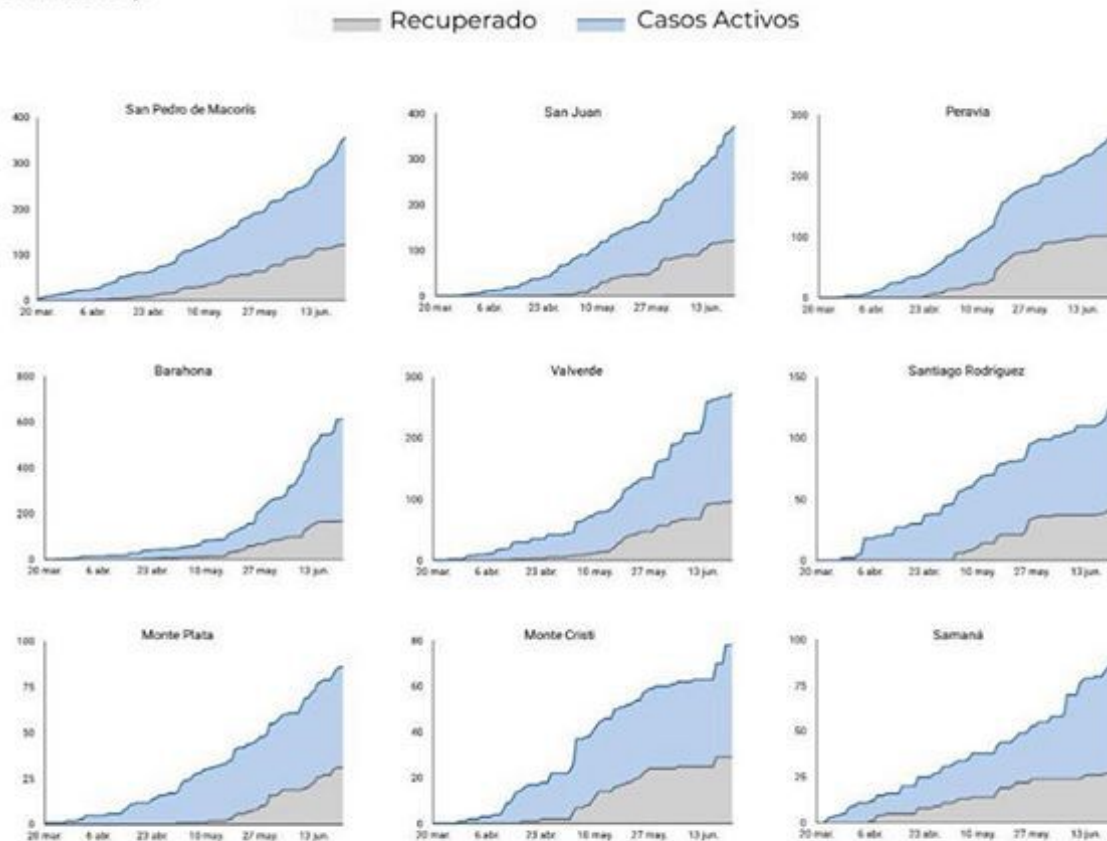 Recuperado Casos Activos
San Pedro de Macorís San Juan Peravia
400 400 300
300 300
200 200 200
100 100 100
0 0 0
20 mar. 6 abr. 23 abr. 10 may. 27 may. 13 jun. 20 mar. 6 abr. 23 abr. 10 may. 27 may. 13 jun. 20 mar. 6 abr. 23 abr. 10 may. 27 may. 13 jun.
Barahona Valverde Santiago Rodríguez
800 300 150
600
400 200 100
200 100 50
0 0 0
20 mar. 6 abr. 23 abr. 10 may. 27 may. 13 jun. 20 mar. 6 abr. 23 abr. 10 may. 27 may. 13 jun. 20 mar. 6 abr. 23 abr. 10 may. 27 may. 13 jun.
Monte Plata Monte Cristi Samaná
100 80 100
75 60 75
50 40 50
25 20 25
0 0 0
20 mar. 6 abr. 23 abr. 10 may. 27 may. 13 jun. 20 mar. 6 abr. 23 abr. 10 may. 27 may. 13 jun. 20 mar. 6 abr. 23 abr. 10 may. 27 may. 13 jun.